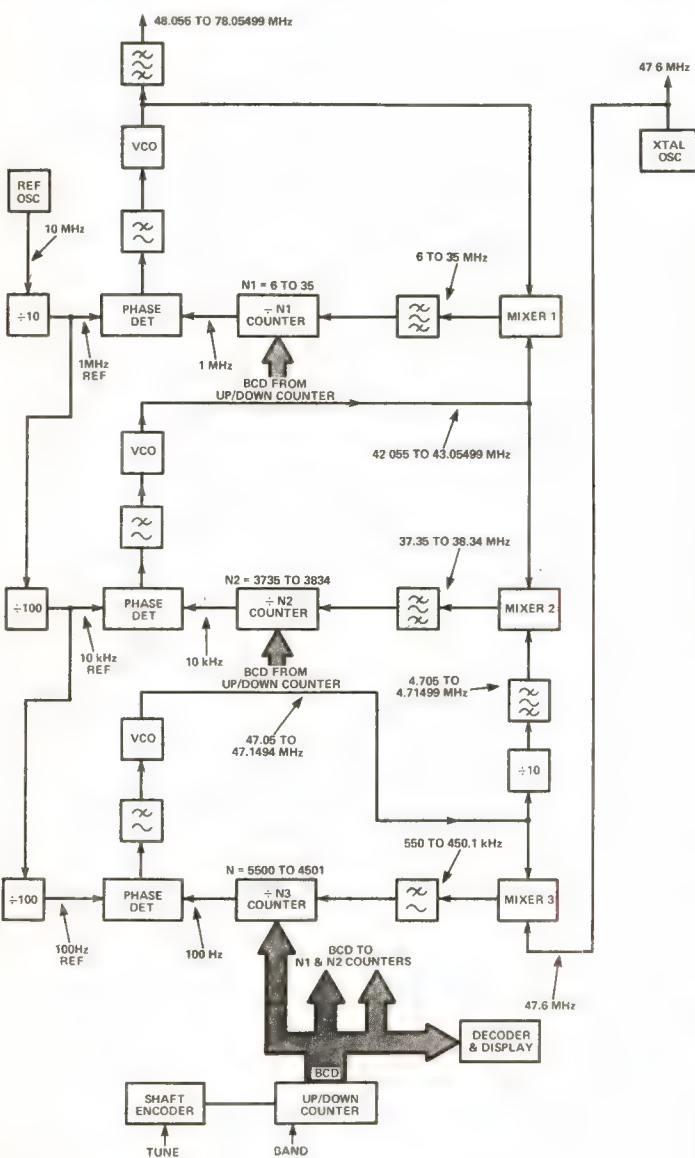 48.055 TO 78.05499 MHz
47 6 MHz
VCO
XTAL
OSC
REF
OSC
10 MHz
6 TO 35 MHz
N1 = 6 TO 35
÷10
PHASE
DET
÷ N1
COUNTER
MIXER 1
1MHz
REF
1 MHz
BCD FROM
UP/DOWN COUNTER
VCO
42 055 TO 43.05499 MHz
37.35 TO 38.34 MHz
N2 = 3735 TO 3834
÷100
PHASE
DET
÷ N2
COUNTER
MIXER 2
10 kHz
REF
10 kHz
BCD FROM
UP/DOWN COUNTER
4.705 TO
4.71499 MHz
VCO
47.05 TO
47.1494 MHz
÷10
550 TO 450.1 kHz
N = 5500 TO 4501
÷100
PHASE
DET
÷ N3
COUNTER
MIXER 3
100Hz
REF
100 Hz
BCD TO
N1 & N2 COUNTERS
47.6 MHz
DECODER
& DISPLAY
BCD
SHAFT
ENCODER
UP/DOWN
COUNTER
TUNE
BAND